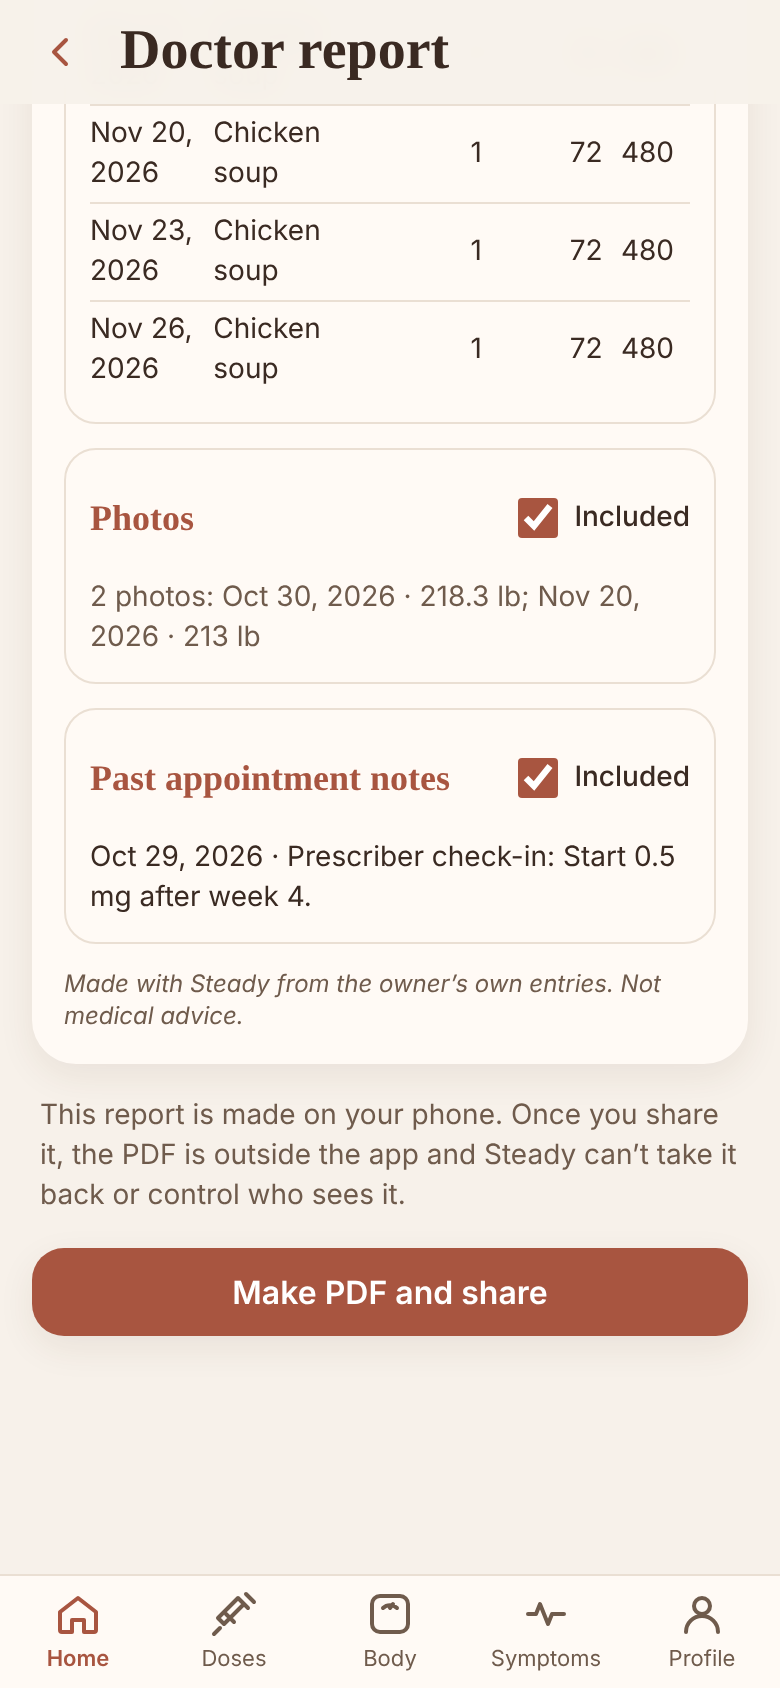 Doctor report
Nov 20, 2026 Chicken soup 1 72 480
Nov 23, 2026 Chicken soup 1 72 480
Nov 26, 2026 Chicken soup 1 72 480
Photos Included
2 photos: Oct 30, 2026 · 218.3 lb; Nov 20,
2026 · 213 lb
Past appointment notes Included
Oct 29, 2026 · Prescriber check-in: Start 0.5
mg after week 4.
Made with Steady from the owner’s own entries. Not
medical advice.
This report is made on your phone. Once you share
it, the PDF is outside the app and Steady can’t take it
back or control who sees it.
Make PDF and share
Home Doses Body Symptoms Profile